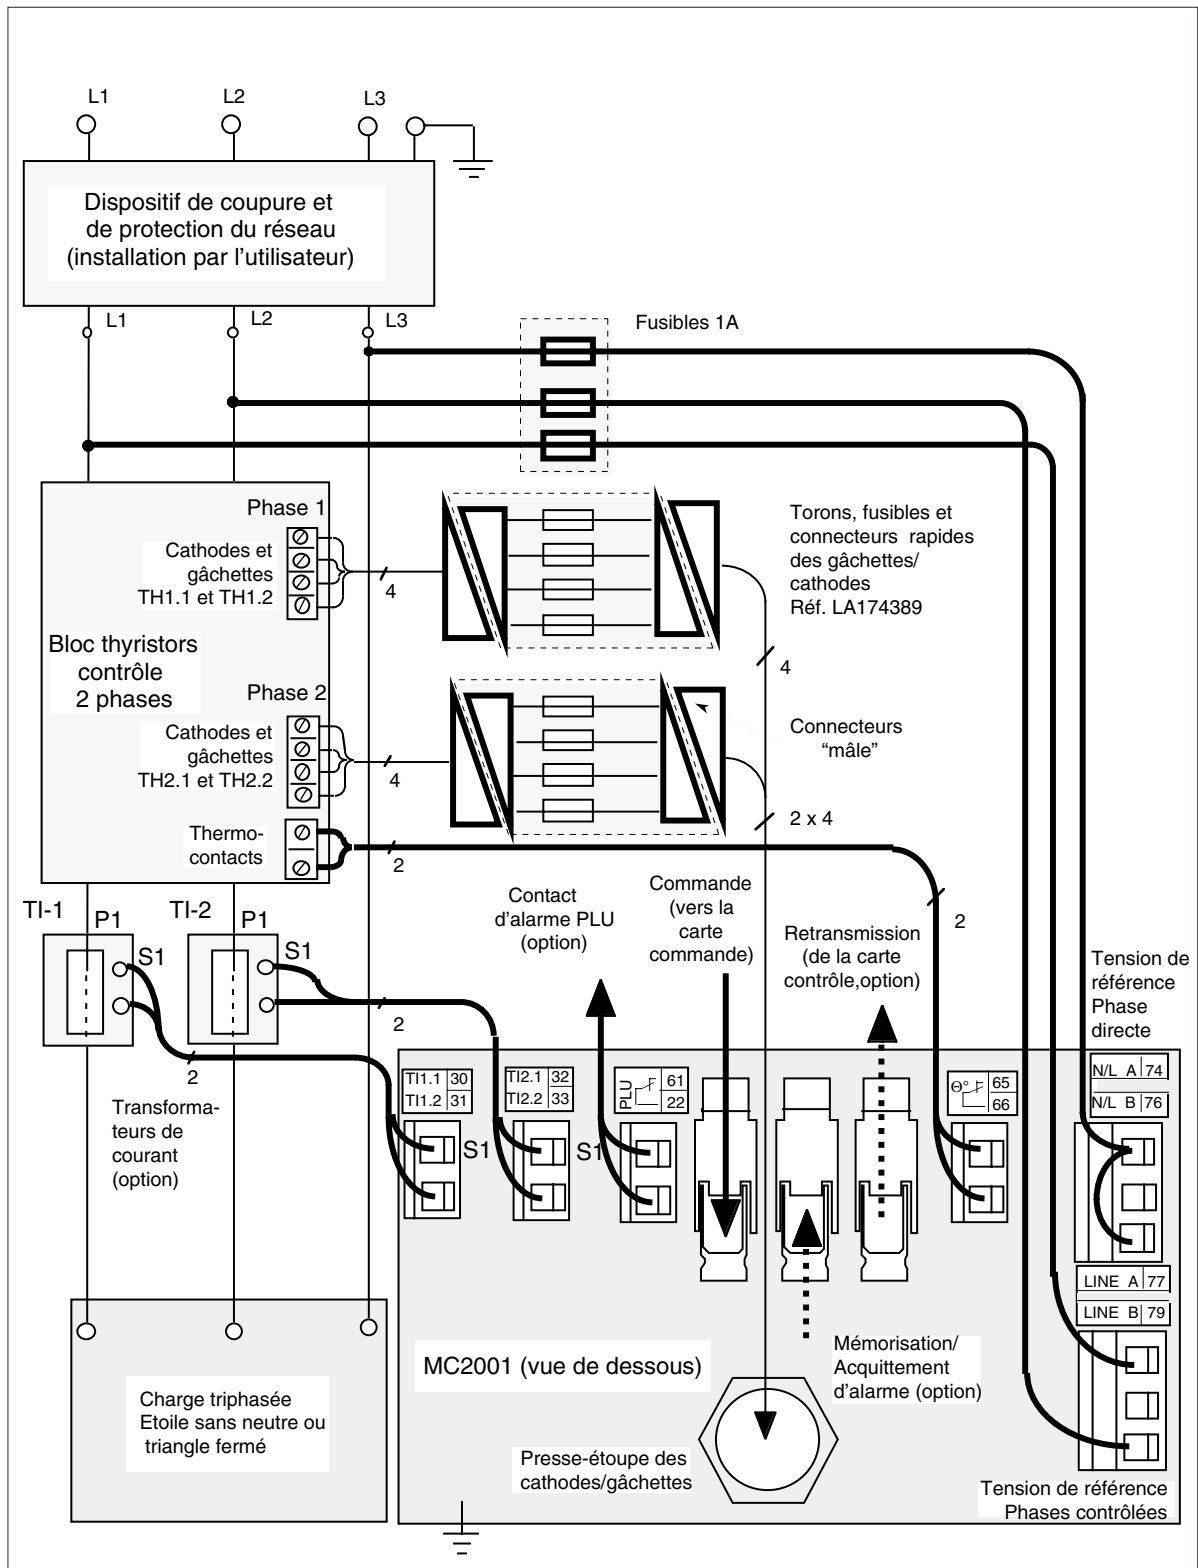 L1
L2
L3
Dispositif de coupure et
de protection du réseau
(installation par l'utilisateur)
L1
L2
L3
Fusibles 1A
Phase 1
Cathodes et
gâchettes
TH1.1 et TH1.2
4
Torons, fusibles et
connecteurs rapides
des gâchettes/
cathodes
Réf. LA174389
Bloc thyristors
contrôle
2 phases
4
Phase 2
Cathodes et
gâchettes
TH2.1 et TH2.2
4
Connecteurs
“mâle”
2 x 4
Thermo-
contacts
2
TI-1
P1
S1
TI-2
P1
S1
Contact
d'alarme PLU
(option)
Commande
(vers la
carte
commande)
Retransmission
(de la carte
contrôle,option)
2
Tension de
référence
Phase
directe
2
2
Transforma-
teurs de
courant
(option)
TI1.1 30
TI1.2 31
TI2.1 32
TI2.2 33
PLU
61
22
Θ° 65
66
N/L A 74
N/L B 76
S1
S1
LINE A 77
LINE B 79
MC2001 (vue de dessous)
Mémorisation/
Acquittement
d'alarme (option)
Charge triphasée
Etoile sans neutre ou
triangle fermé
Presse-étoupe des
cathodes/gâchettes
Tension de référence
Phases contrôlées